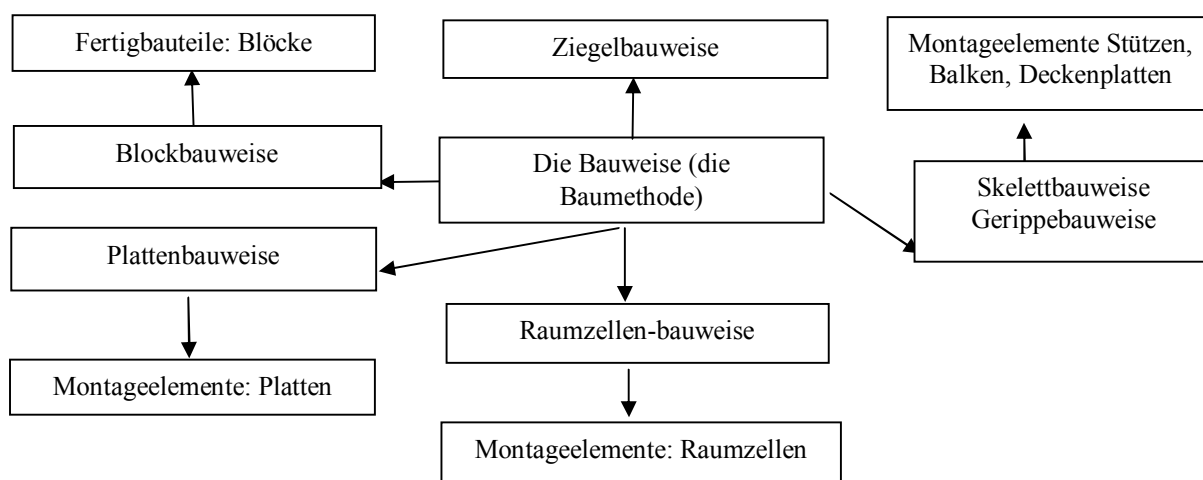 Fertigbauteile: Blöcke
Ziegelbauweise
Montageelemente Stützen,
Balken, Deckenplatten
Blockbauweise
Die Bauweise (die
Baumethode)
Skelettbauweise
Gerippebauweise
Plattenbauweise
Raumzellen-bauweise
Montageelemente: Platten
Montageelemente: Raumzellen